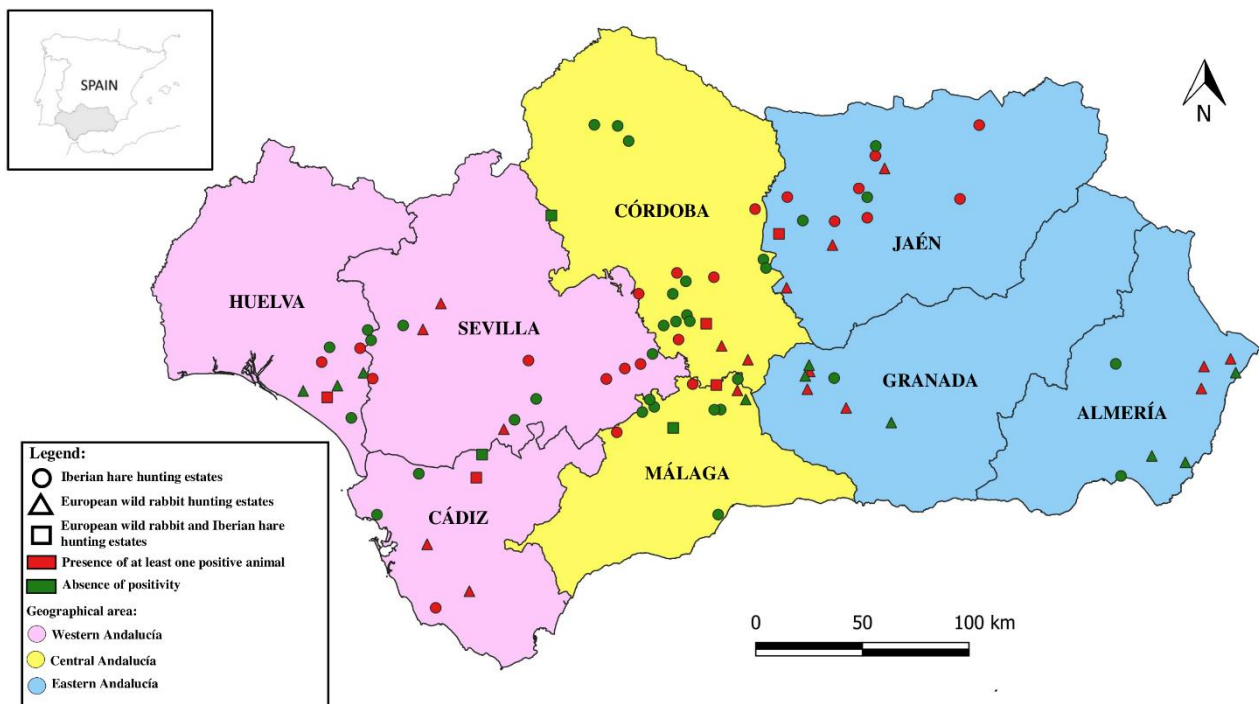 SPAIN
N
CÓRDOBA
JAÉN
HUELVA
SEVILLA
GRANADA
ALMERÍA
MÁLAGA
CÁDIZ
Legend:
Iberian hare hunting estates
European wild rabbit hunting estates
European wild rabbit and Iberian hare
hunting estates
Presence of at least one positive animal
Absence of positivity
Geographical area:
Western Andalucía
Central Andalucía
Eastern Andalucía
0 50 100 km